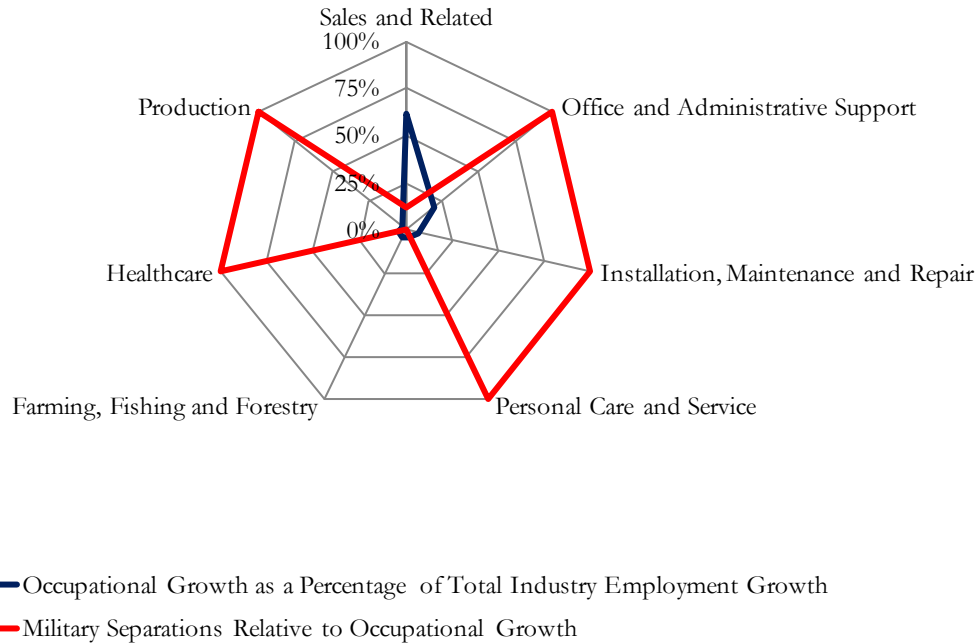 Sales and Related
100%
75%
Production
Office and Administrative Support
50%
25%
0%
Healthcare
Installation, Maintenance and Repair
Farming, Fishing and Forestry
Personal Care and Service
Occupational Growth as a Percentage of Total Industry Employment Growth
Military Separations Relative to Occupational Growth